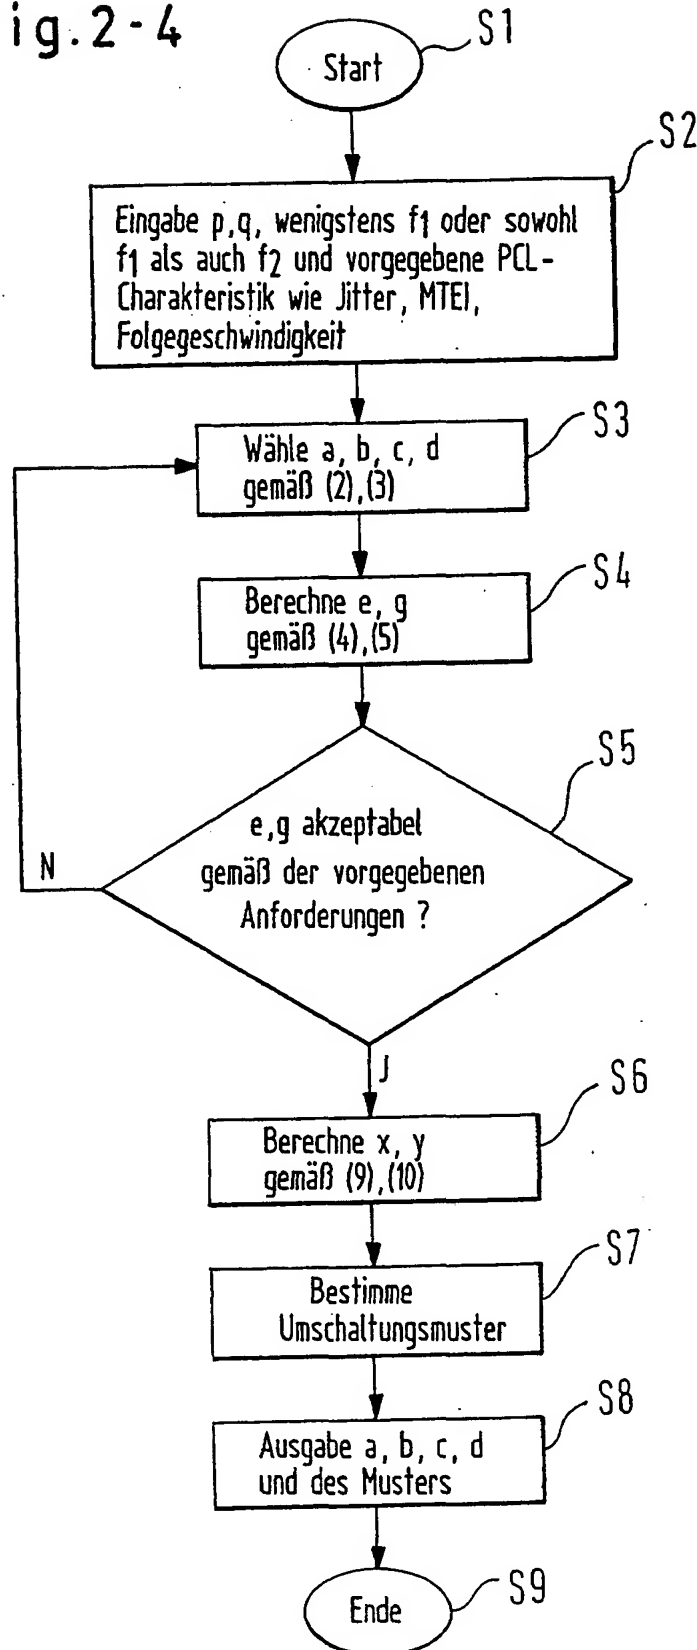 ig. 2-4
S1
Start
S2
Eingabe p,q, wenigstens f1 oder sowohl
f1 als auch f2 und vorgegebene PCL-
Charakteristik wie Jitter, MTEI,
Folgegeschwindigkeit
S3
Wähle a, b, c, d
gemäß (2),(3)
S4
Berechne e, g
gemäß (4),(5)
S5
e,g akzeptabel
gemäß der vorgegebenen
Anforderungen ?
N
J
S6
Berechne x, y
gemäß (9),(10)
S7
Bestimme
Umschaltungsmuster
S8
Ausgabe a, b, c, d
und des Musters
S9
Ende